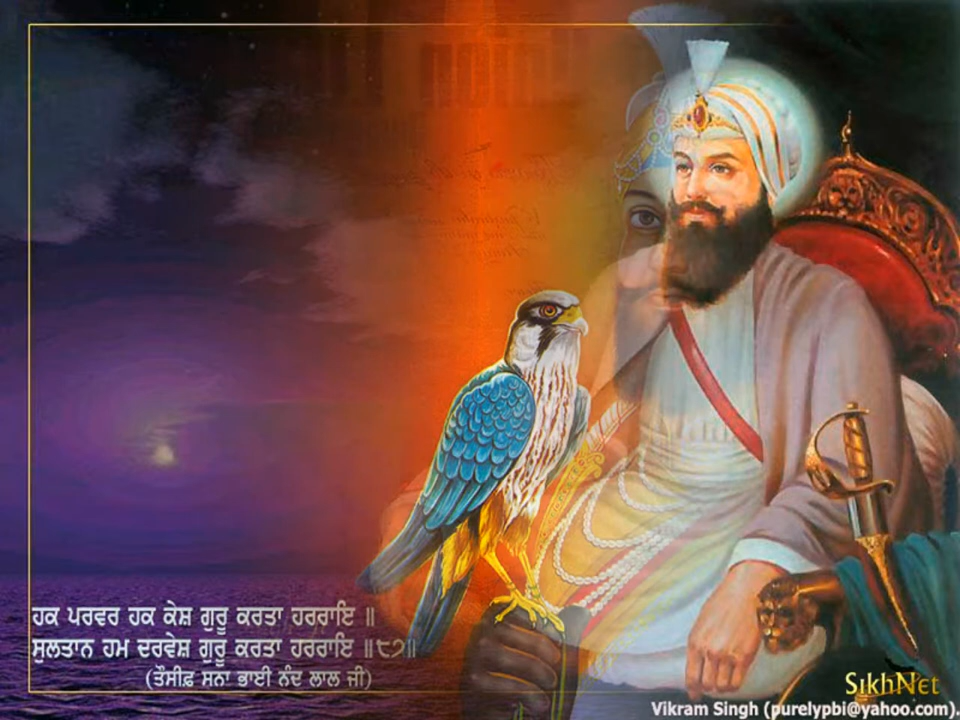 ਹਕ ਪਰਵਰ ਹਕ ਕੇਸ਼ ਗੁਰੂ ਕਰਤਾ ਹਰਰਾਇ ॥
ਸੁਲਤਾਨ ਹਮ ਦਰਵੇਸ਼ ਗੁਰੂ ਕਰਤਾ ਹਰਰਾਇ ॥੮੭॥
(ਤੌਸੀਫ਼ ਸਨਾ ਭਾਈ ਨੰਦ ਲਾਲ ਜੀ)
SikhNet
Vikram Singh (purelypbi@yahoo.com).